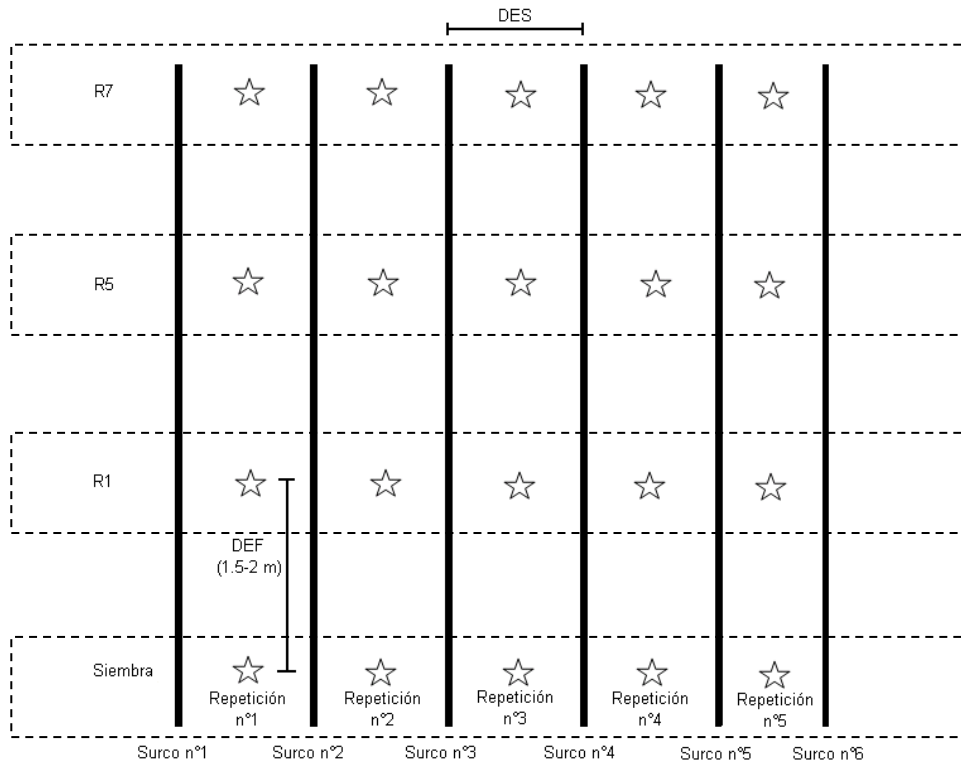 DES
R7
R5
R1
DEF
(1.5-2 m)
Siembra
Repetición
n°1
Repetición
n°2
Repetición
n°3
Repetición
n°4
Repetición
n°5
Surco n°1
Surco n°2
Surco n°3
Surco n°4
Surco n°5
Surco n°6